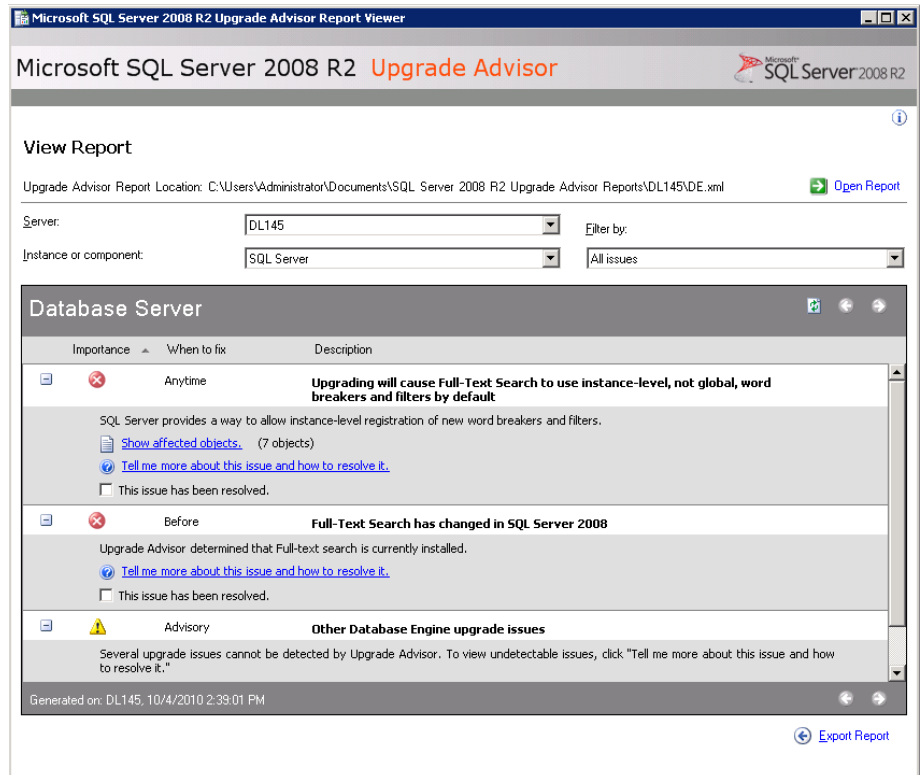 Microsoft SQL Server 2008 R2 Upgrade Advisor Report Viewer
Microsoft SQL Server 2008 R2 Upgrade Advisor
Microsoft® SQL Server® 2008 R2
View Report
Upgrade Advisor Report Location: C:\Users\Administrator\Documents\SQL Server 2008 R2 Upgrade Advisor Reports\DL145\DE.xml
Open Report
Server:
DL145
Filter by:
Instance or component:
SQL Server
All issues
Database Server
Importance When to fix Description
Anytime Upgrading will cause Full-Text Search to use instance-level, not global, word
breakers and filters by default
SQL Server provides a way to allow instance-level registration of new word breakers and filters.
Show affected objects. (7 objects)
Tell me more about this issue and how to resolve it.
This issue has been resolved.
Before Full-Text Search has changed in SQL Server 2008
Upgrade Advisor determined that Full-text search is currently installed.
Tell me more about this issue and how to resolve it.
This issue has been resolved.
Advisory Other Database Engine upgrade issues
Several upgrade issues cannot be detected by Upgrade Advisor. To view undetectable issues, click "Tell me more about this issue and how
to resolve it."
Generated on: DL145, 10/4/2010 2:39:01 PM
Export Report